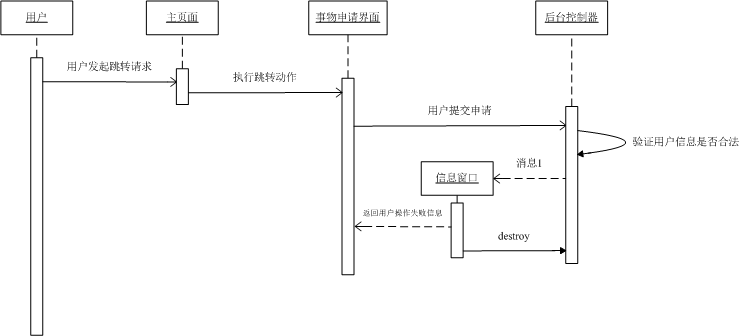 用户
主页面
事物申请界面
后台控制器
用户发起跳转请求
执行跳转动作
用户提交申请
验证用户信息是否合法
消息1
信息窗口
返回用户操作失败信息
destroy